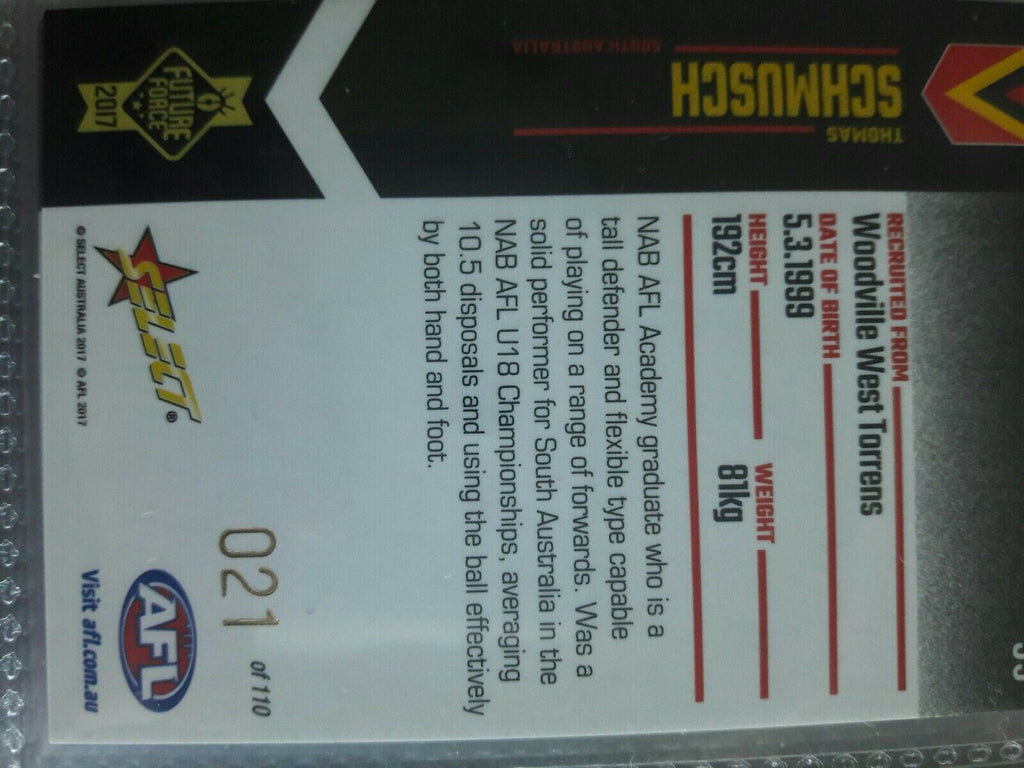 THOMAS
SCHMUSCH
SOUTH AUSTRALIA
RECRUITED FROM
Woodville West Torrens
DATE OF BIRTH
5.3.1999
HEIGHT
192cm
WEIGHT
81kg
NAB AFL Academy graduate who is a
tall defender and flexible type capable
of playing on a range of forwards. Was a
solid performer for South Australia in the
NAB AFL U18 Championships, averaging
10.5 disposals and using the ball effectively
by both hand and foot.
021 of 110
FUTURE
FORCE
2017
SELECT®
© SELECT AUSTRALIA 2017 © AFL 2017
AFL
Visit afl.com.au